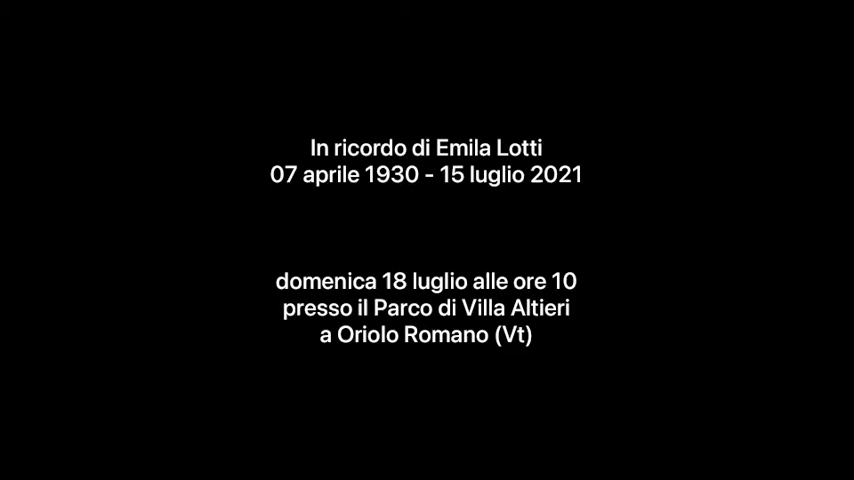 In ricordo di Emila Lotti
07 aprile 1930 - 15 luglio 2021
domenica 18 luglio alle ore 10
presso il Parco di Villa Altieri
a Oriolo Romano (Vt)